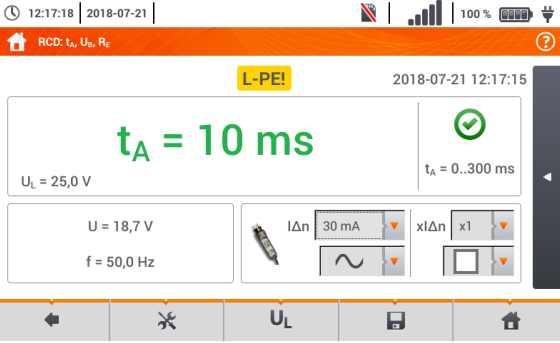 12:17:18 2018-07-21 100 %
RCD: tA, UB, RE
L-PE! 2018-07-21 12:17:15
tA = 10 ms
tA = 0..300 ms
UL = 25,0 V
U = 18,7 V
f = 50,0 Hz
IΔn 30 mA xIΔn x1
UL